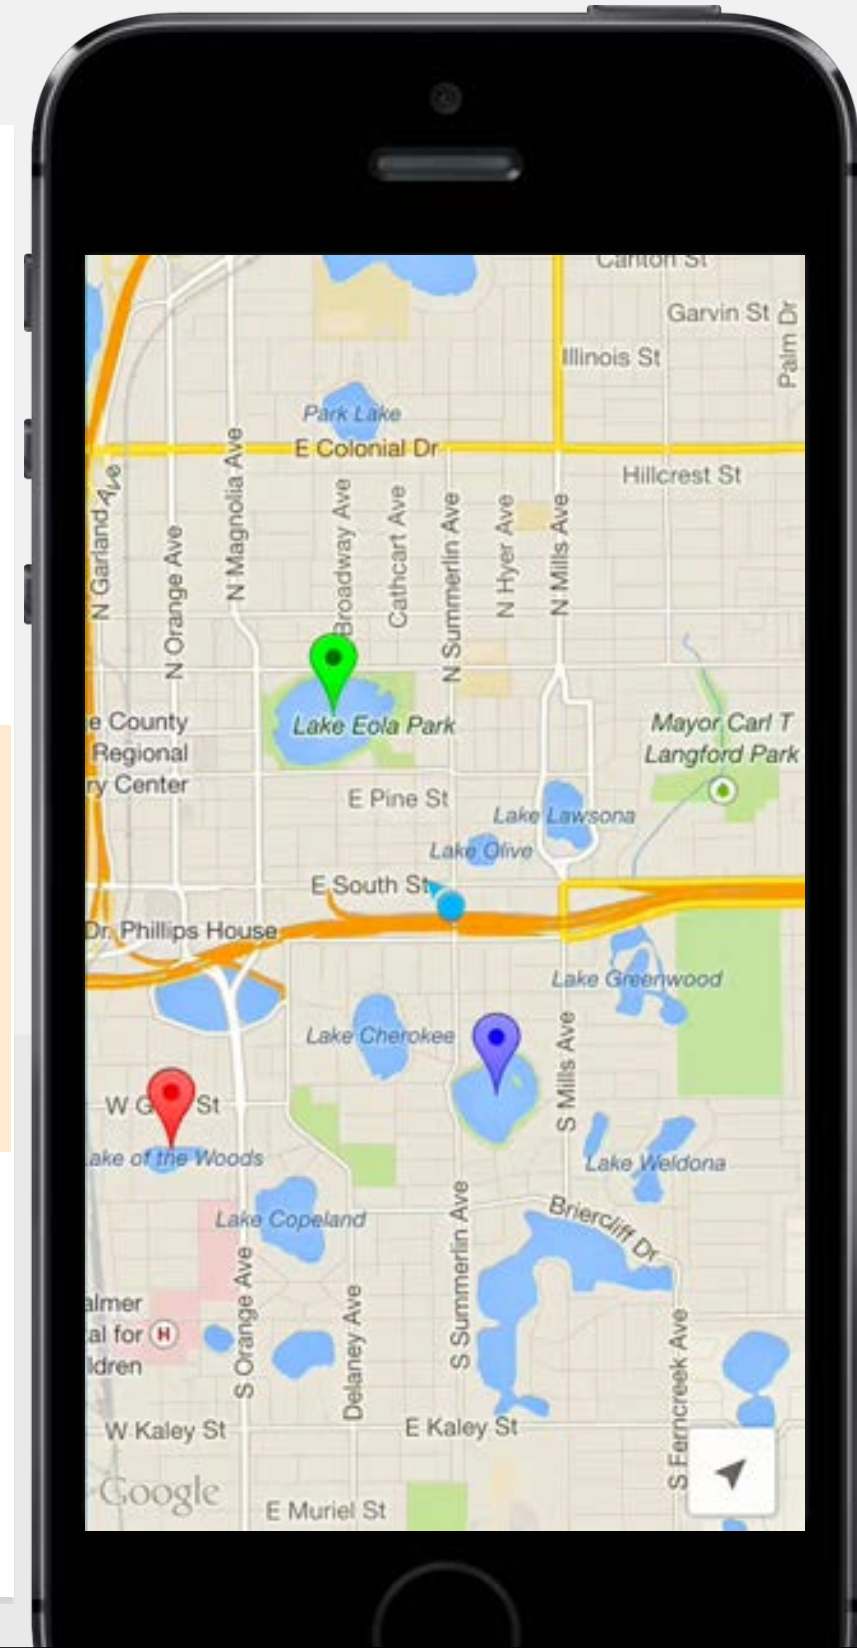 Canton St
Garvin St
Palm Dr
Illinois St
Park Lake
E Colonial Dr
Hillcrest St
N Garland Ave
N Orange Ave
N Magnolia Ave
Broadway Ave
Cathcart Ave
N Summerlin Ave
N Hyer Ave
N Mills Ave
Lake Eola Park
e County
Regional
ry Center
Mayor Carl T
Langford Park
E Pine St
Lake Lawsona
Lake Olive
E South St
Dr. Phillips House
Lake Greenwood
Lake Cherokee
S Mills Ave
W G St
ake of the Woods
Lake Weldona
Lake Copeland
Briercliff Dr
S Summerlin Ave
S Orange Ave
Delaney Ave
almer
al for
ldren
H
S Ferncreek Ave
W Kaley St
E Kaley St
Google
E Muriel St